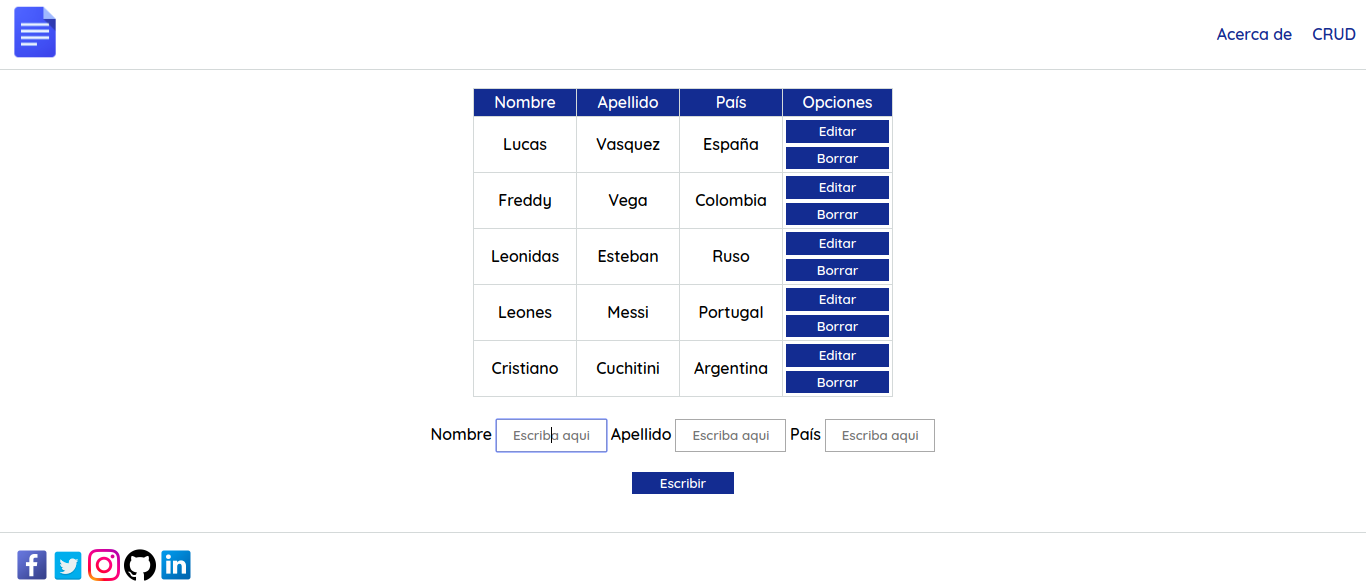 Acerca de CRUD
Nombre Apellido País Opciones
Lucas Vasquez España Editar
Borrar
Freddy Vega Colombia Editar
Borrar
Leonidas Esteban Ruso Editar
Borrar
Leones Messi Portugal Editar
Borrar
Cristiano Cuchitini Argentina Editar
Borrar
Nombre Escriba aqui Apellido Escriba aqui País Escriba aqui
Escribir
f in